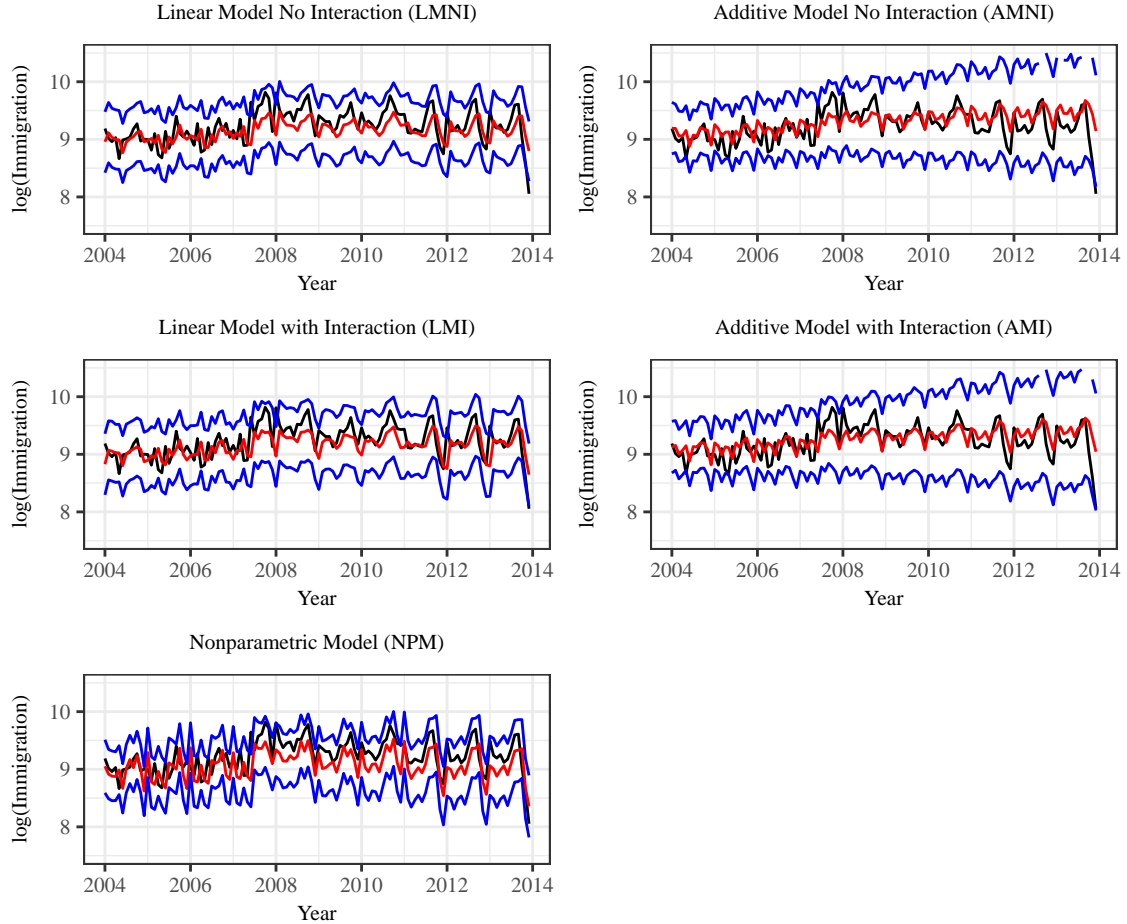 Linear Model No Interaction (LMNI)
log(Immigration)
10
9
8
2004 2006 2008 2010 2012 2014
Year
Additive Model No Interaction (AMNI)
log(Immigration)
10
9
8
2004 2006 2008 2010 2012 2014
Year
Linear Model with Interaction (LMI)
log(Immigration)
10
9
8
2004 2006 2008 2010 2012 2014
Year
Additive Model with Interaction (AMI)
log(Immigration)
10
9
8
2004 2006 2008 2010 2012 2014
Year
Nonparametric Model (NPM)
log(Immigration)
10
9
8
2004 2006 2008 2010 2012 2014
Year